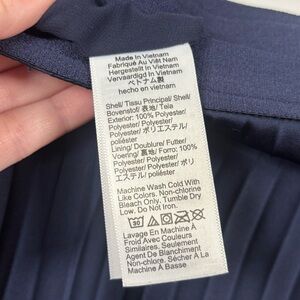 Made In Vietnam
Fabriqué Au Viêt Nam
Hergestellt in Vietnam
Vervaardigd in Vietnam
ベトナム製
hecho en vietnam
Shell/ Tissu Principal/ Shell/
Bovenstof/ 表地/ Tela
Exterior: 100% Polyester/
Polyester/ Polyester/
Polyester/ ポリエステル/
poliéster
Lining/ Doublure/ Futter/
Voering/ 裏地/ Forro: 100%
Polyester/ Polyester/
Polyester/ Polyester/ ポリ
エステル/ poliéster
Machine Wash Cold With
Like Colors. Non-chlorine
Bleach Only. Tumble Dry
Low. Do Not Iron
30
Lavage En Machine À
Froid Avec Couleurs
Similaires. Seulement
Agent De Blanchiment
Non Chloré. Machine
À Basse